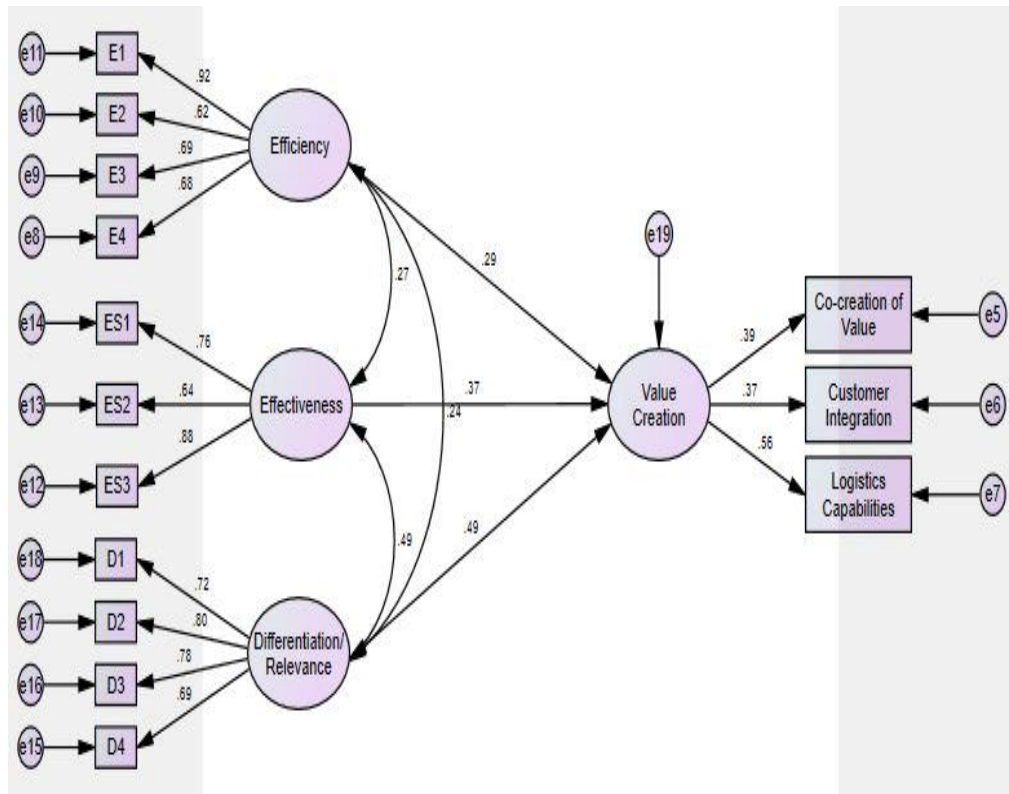 e11
E1
.92
e10
E2
.62
e9
E3
.69
e8
E4
.68
Efficiency
.27
.29
e19
e14
ES1
.76
e13
ES2
.64
e12
ES3
.88
Effectiveness
.37
.24
Value
Creation
.39
Co-creation of
Value
e5
.37
Customer
Integration
e6
.56
Logistics
Capabilities
e7
.49
.49
e18
D1
.72
e17
D2
.80
e16
D3
.78
e15
D4
.69
Differentiation/
Relevance